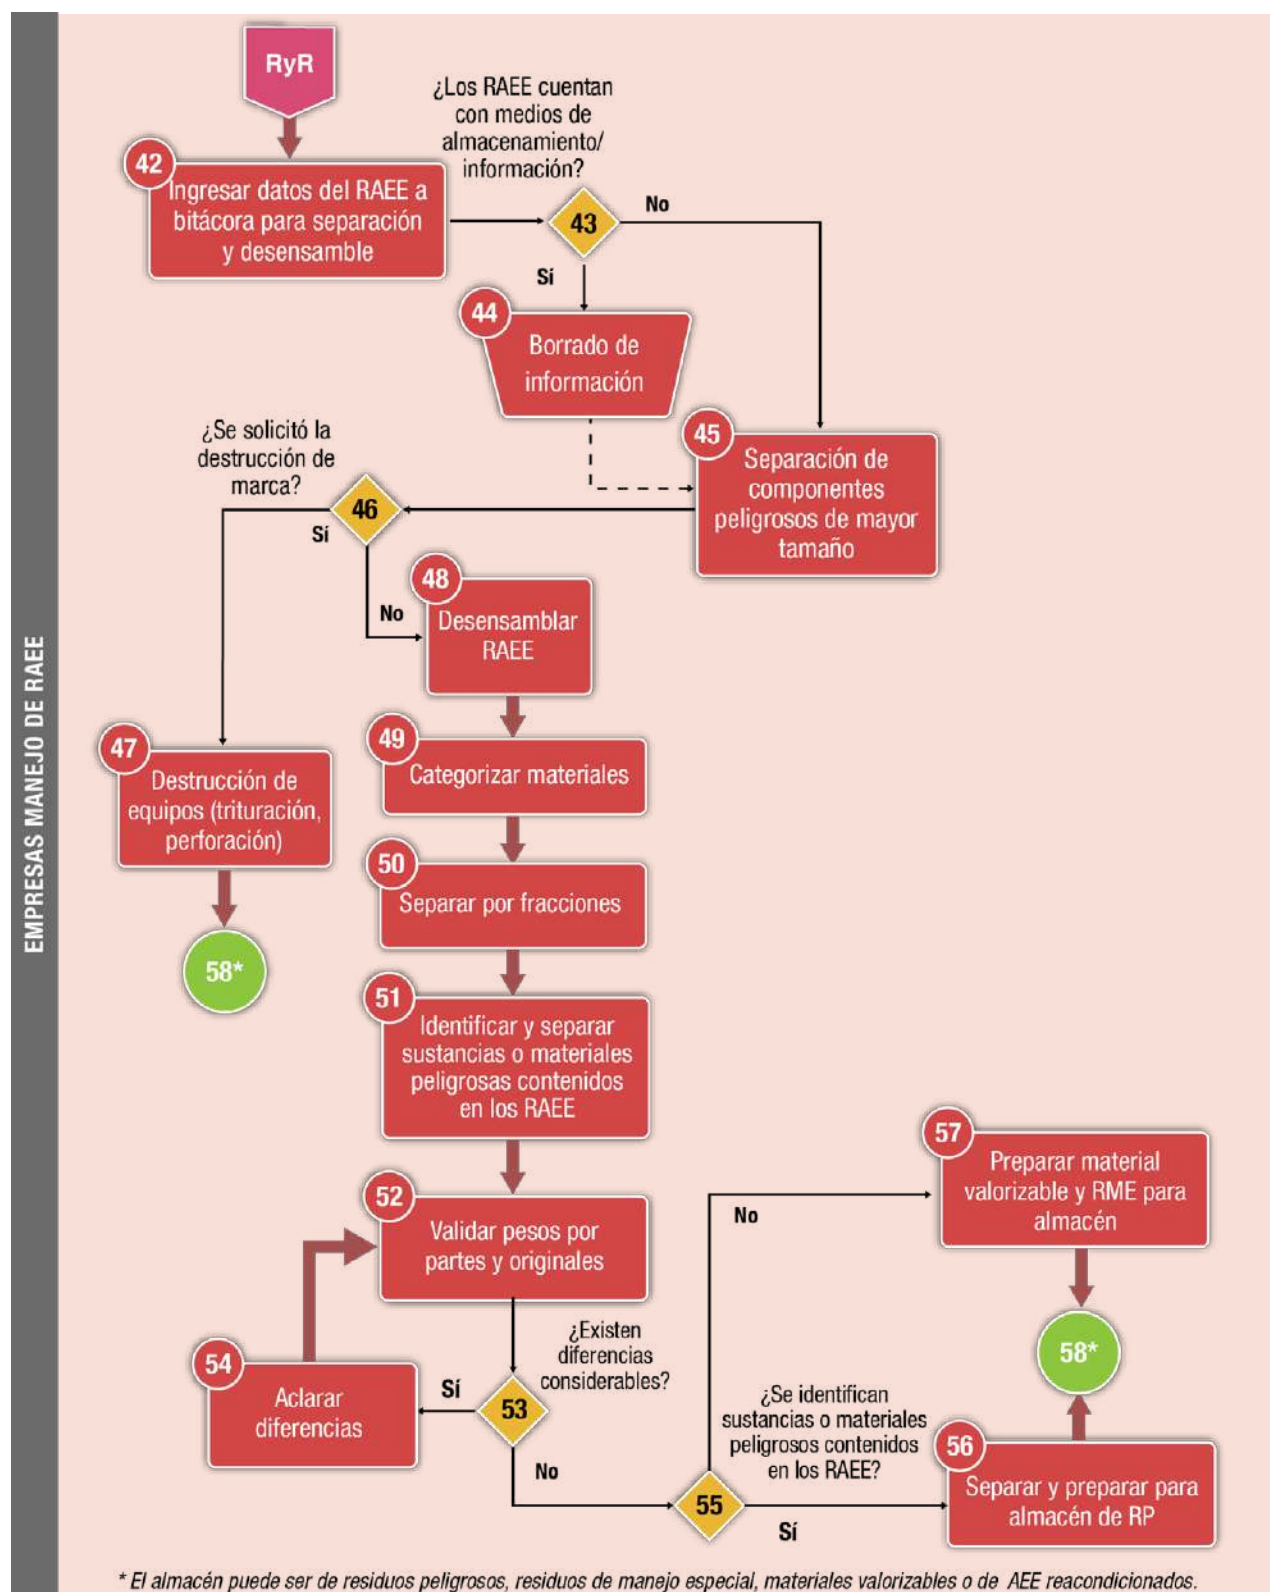 EMPRESAS MANEJO DE RAEE
RyR
¿Los RAEE cuentan
con medios de
almacenamiento/
información?
42
Ingresar datos del RAEE a
bitácora para separación
y desensamble
43
No
Sí
44
Borrado de
información
45
Separación de
componentes
peligrosos de mayor
tamaño
¿Se solicitó la
destrucción de
marca?
46
Sí
No
48
Desensamblar
RAEE
47
Destrucción de
equipos (trituración,
perforación)
58*
49
Categorizar materiales
50
Separar por fracciones
51
Identificar y separar
sustancias o materiales
peligrosas contenidos
en los RAEE
52
Validar pesos por
partes y originales
¿Existen
diferencias
considerables?
53
Sí
54
Aclarar
diferencias
No
55
¿Se identifican
sustancias o materiales
peligrosos contenidos
en los RAEE?
No
Sí
57
Preparar material
valorizable y RME para
almacén
58*
56
Separar y preparar para
almacén de RP
* El almacén puede ser de residuos peligrosos, residuos de manejo especial, materiales valorizables o de AEE reacondicionados.